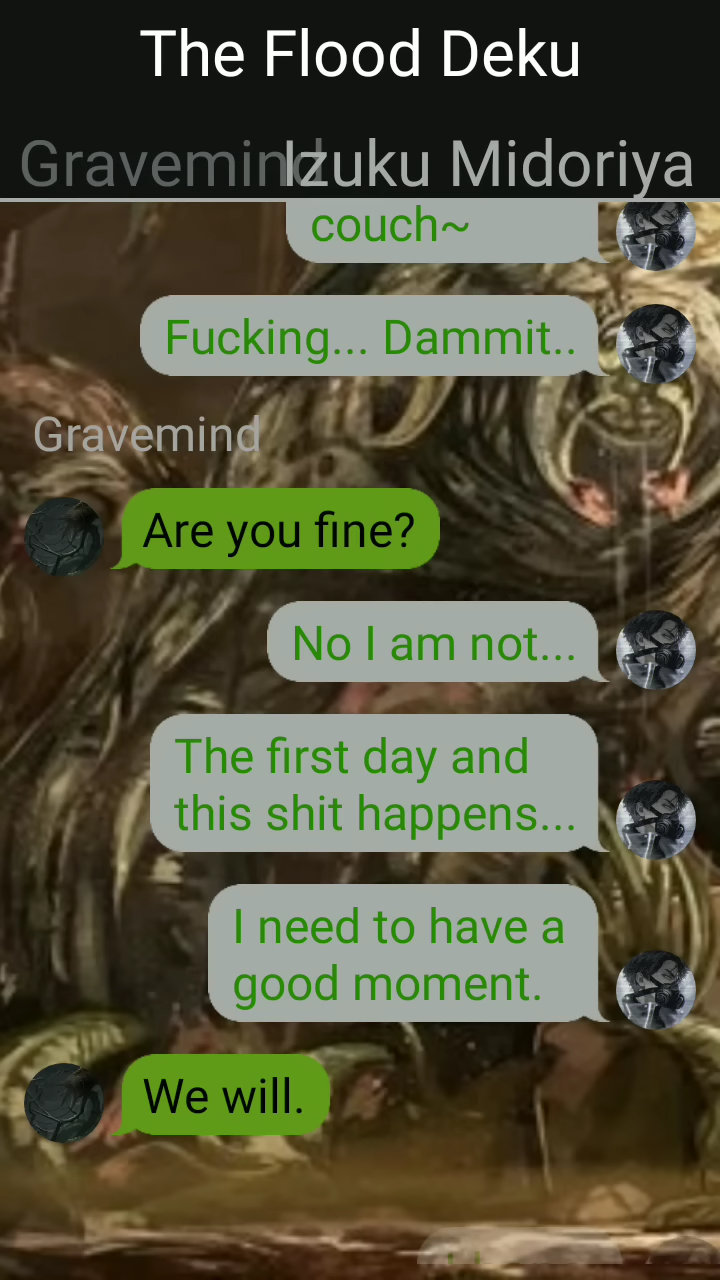 The Flood Deku
Gravemind
Izuku Midoriya
couch~
Fucking... Dammit..
Gravemind
Are you fine?
No I am not...
The first day and
this shit happens...
I need to have a
good moment.
We will.